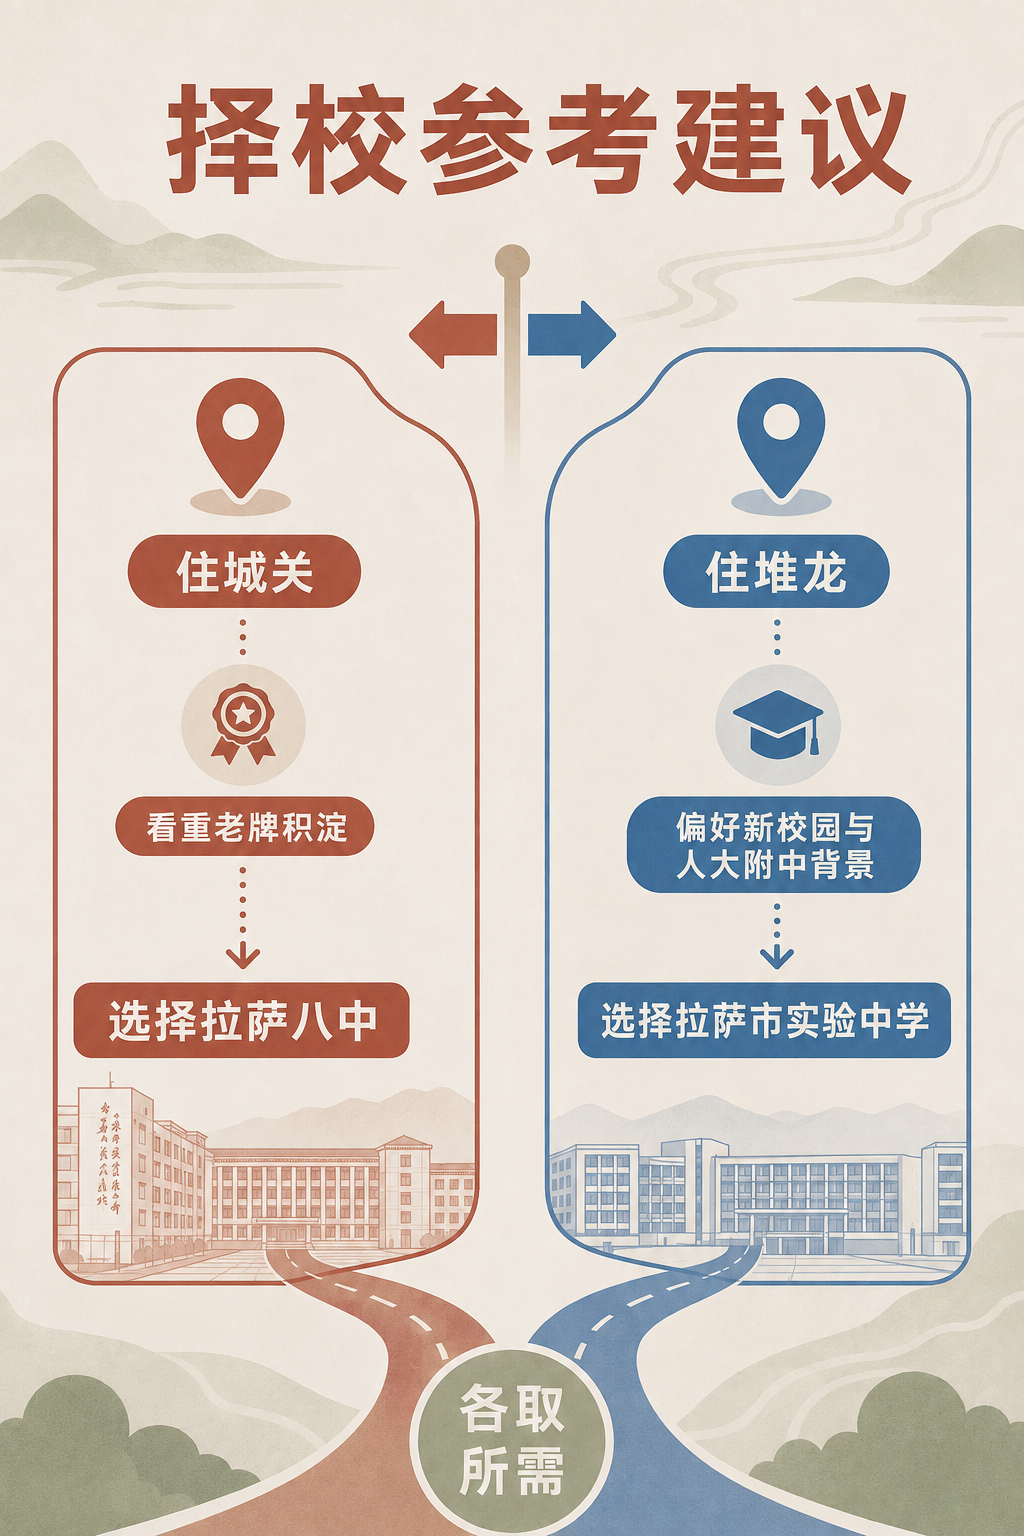 择校参考建议
住城关
看重老牌积淀
选择拉萨八中
住堆龙
偏好新校园与
人大附中背景
选择拉萨市实验中学
各取
所需